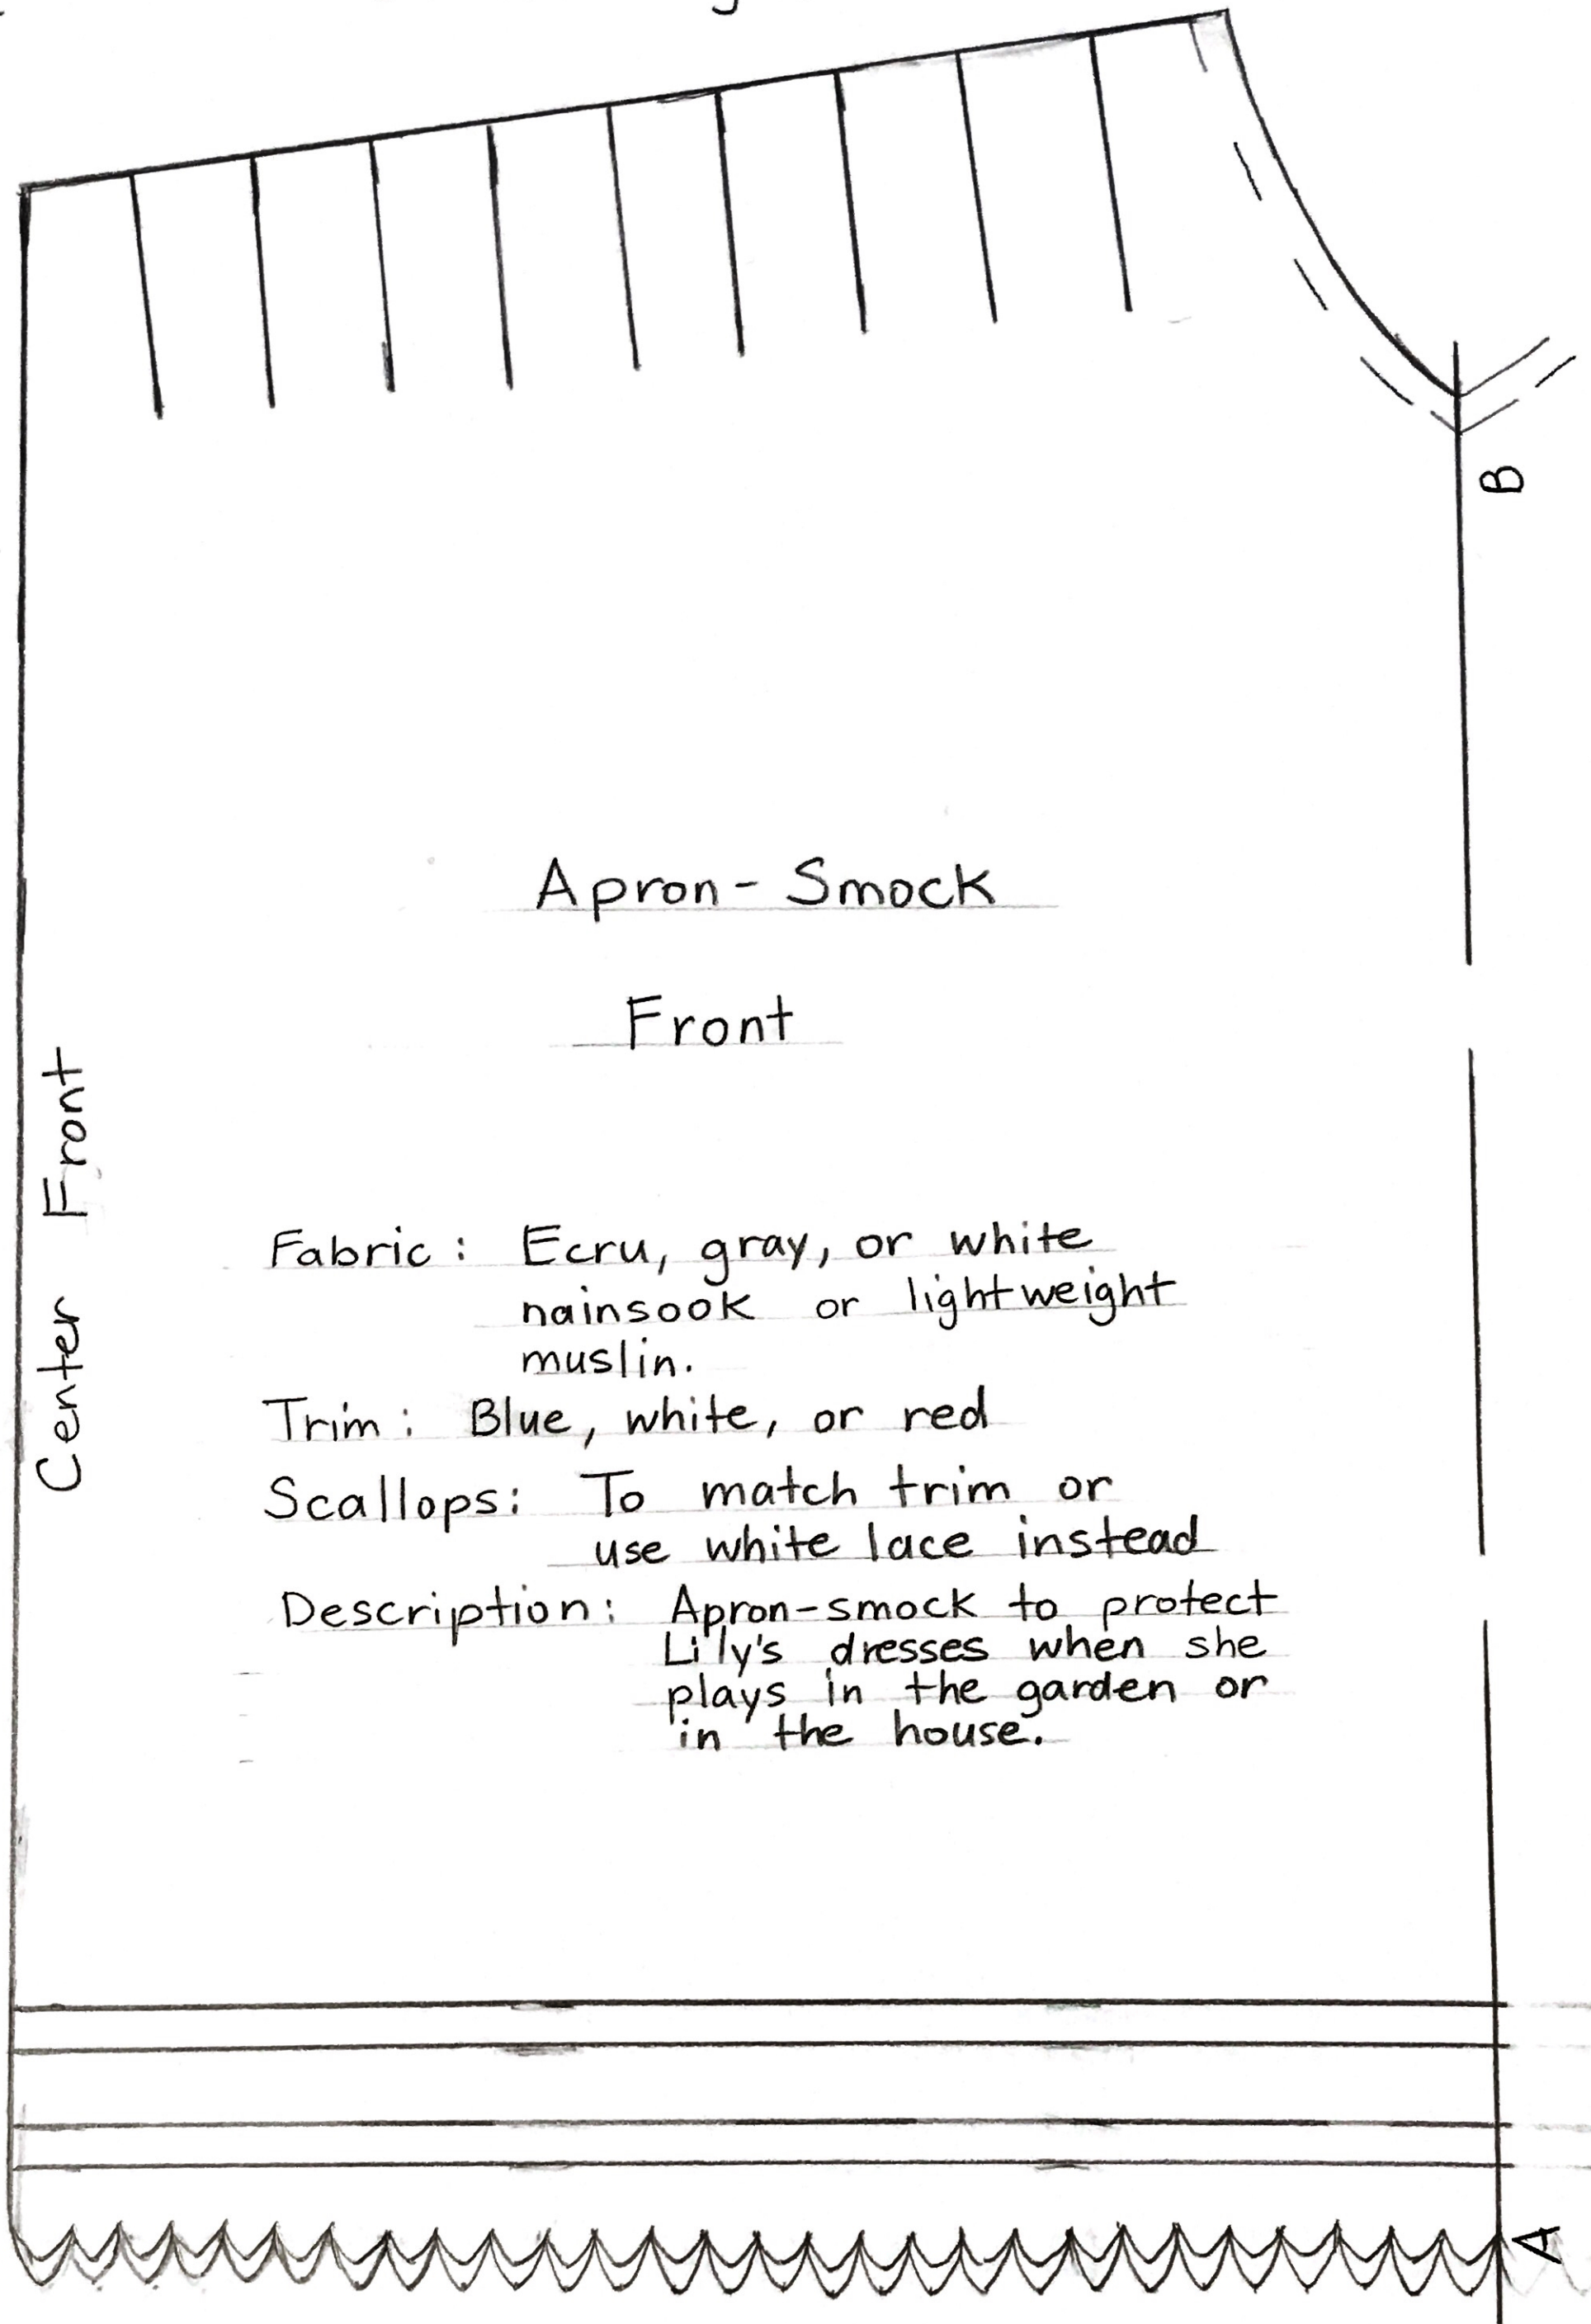 B
Apron-Smock
Front
Center Front
Fabric: Ecru, gray, or white
nainsook or lightweight
muslin.
Trim: Blue, white, or red
Scallops: To match trim or
use white lace instead
Description: Apron-smock to protect
Lily's dresses when she
plays in the garden or
in the house.
A